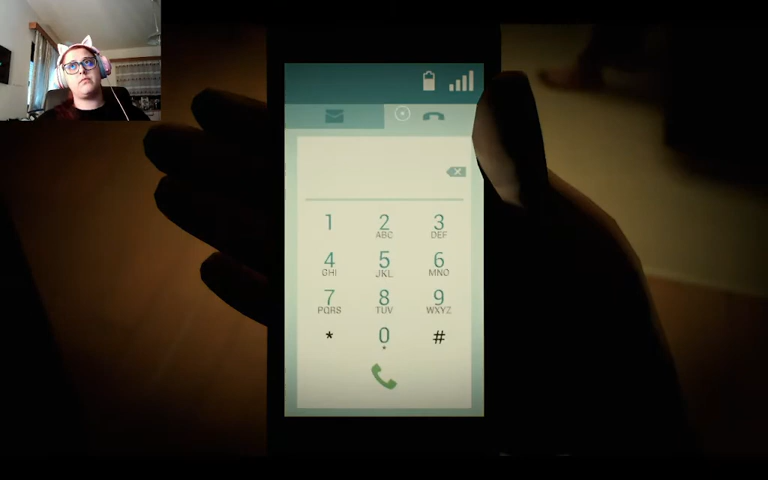 1 2 3
ABC DEF
4 5 6
GHI JKL MNO
7 8 9
PQRS TUV WXYZ
* 0 #